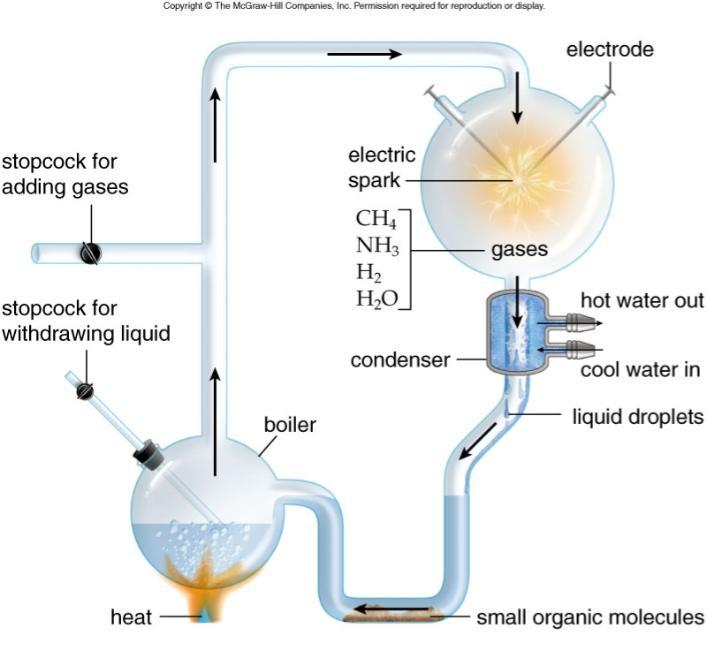 Copyright © The McGraw-Hill Companies, Inc. Permission required for reproduction or display.
electrode
stopcock for
adding gases
electric
spark
CH₄
NH₃
H₂
H₂O
gases
stopcock for
withdrawing liquid
hot water out
condenser
cool water in
liquid droplets
boiler
heat
small organic molecules